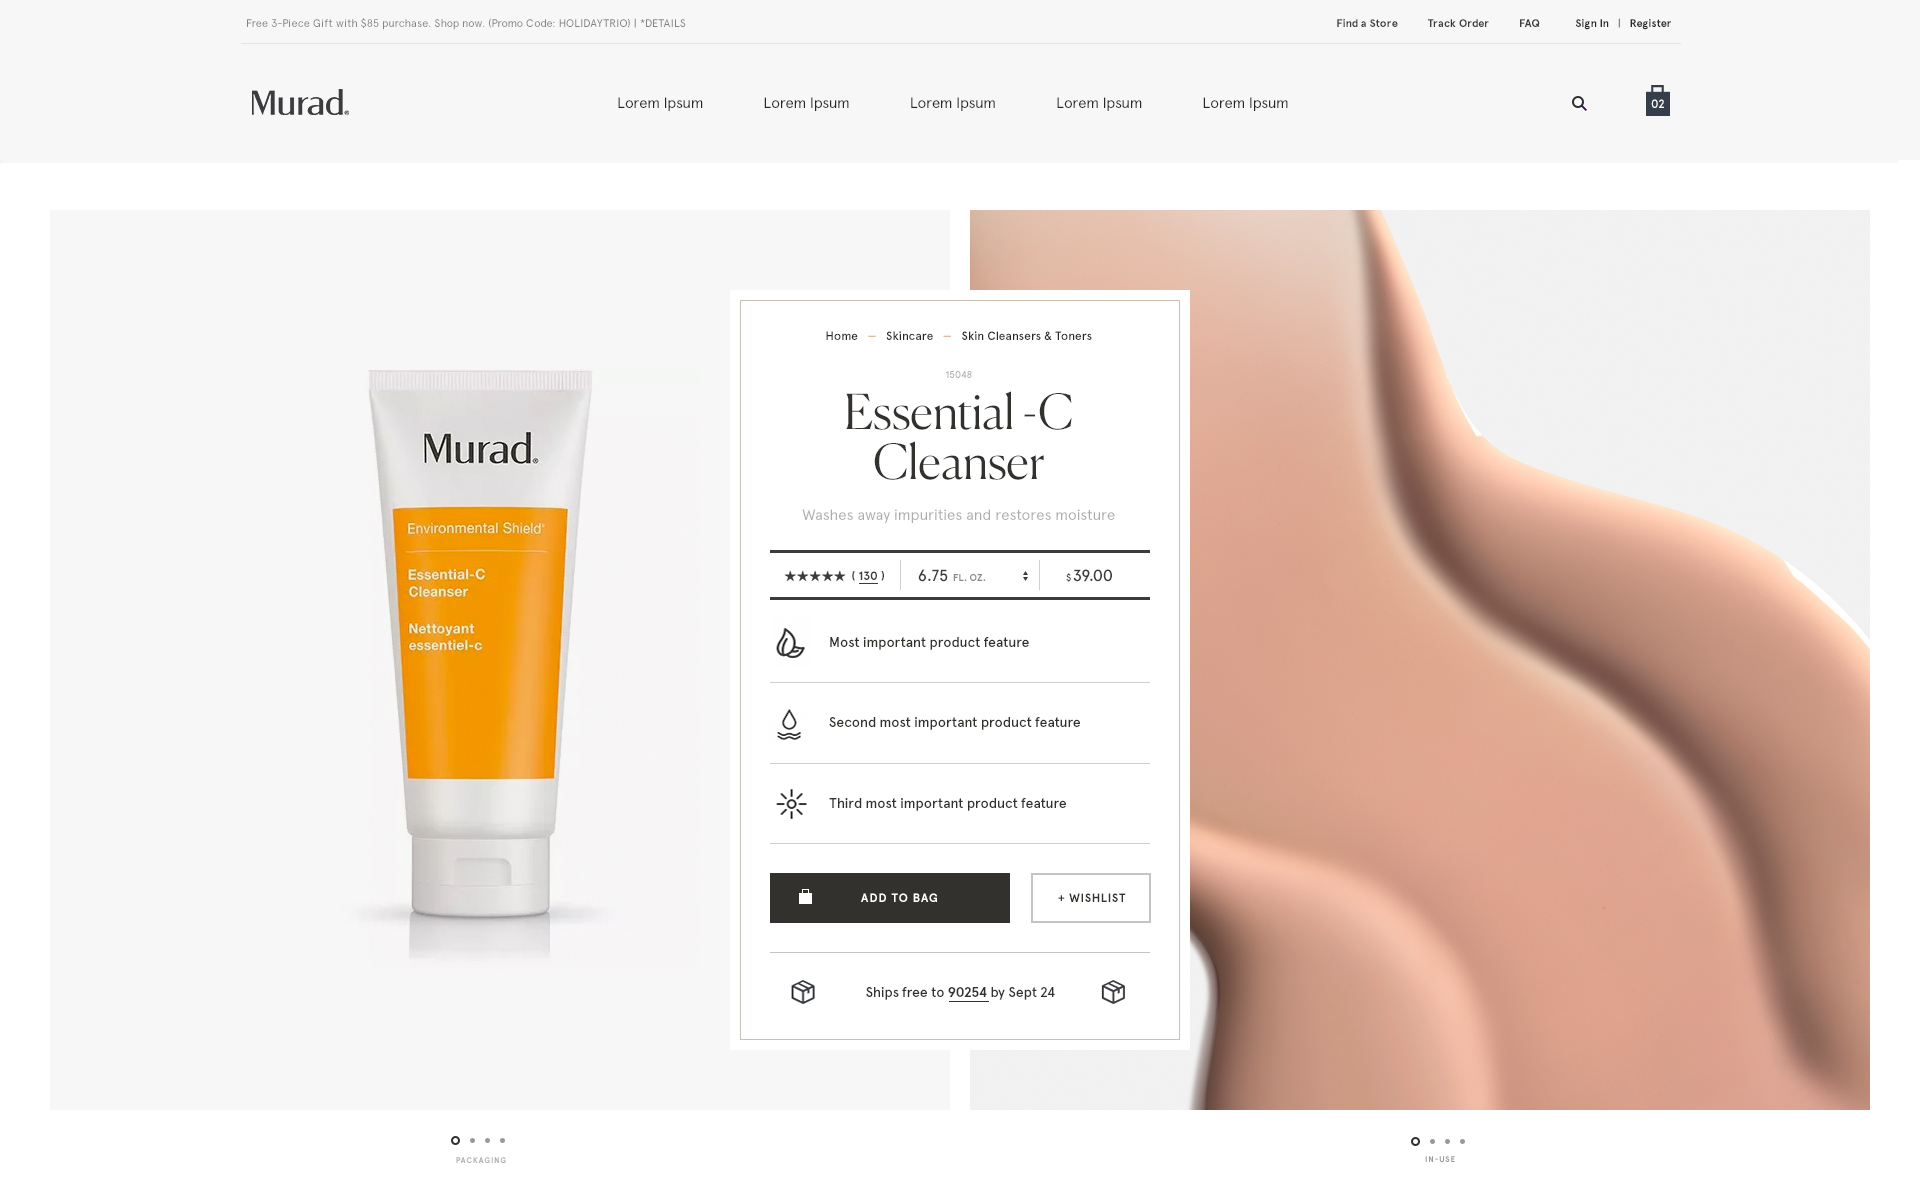 Free 3-Piece Gift with $85 purchase. Shop now. (Promo Code: HOLIDAYTRIO) | *DETAILS
Find a Store
Track Order
FAQ
Sign In | Register
Murad®
Lorem Ipsum
Lorem Ipsum
Lorem Ipsum
Lorem Ipsum
Lorem Ipsum
02
Murad®
Environmental Shield®
Essential-C
Cleanser
Nettoyant
essentiel-c
Home — Skincare — Skin Cleansers & Toners
15048
Essential -C
Cleanser
Washes away impurities and restores moisture
★★★★★ ( 130 )
6.75 FL. OZ.
$39.00
Most important product feature
Second most important product feature
Third most important product feature
ADD TO BAG
+ WISHLIST
Ships free to 90254 by Sept 24
PACKAGING
IN-USE